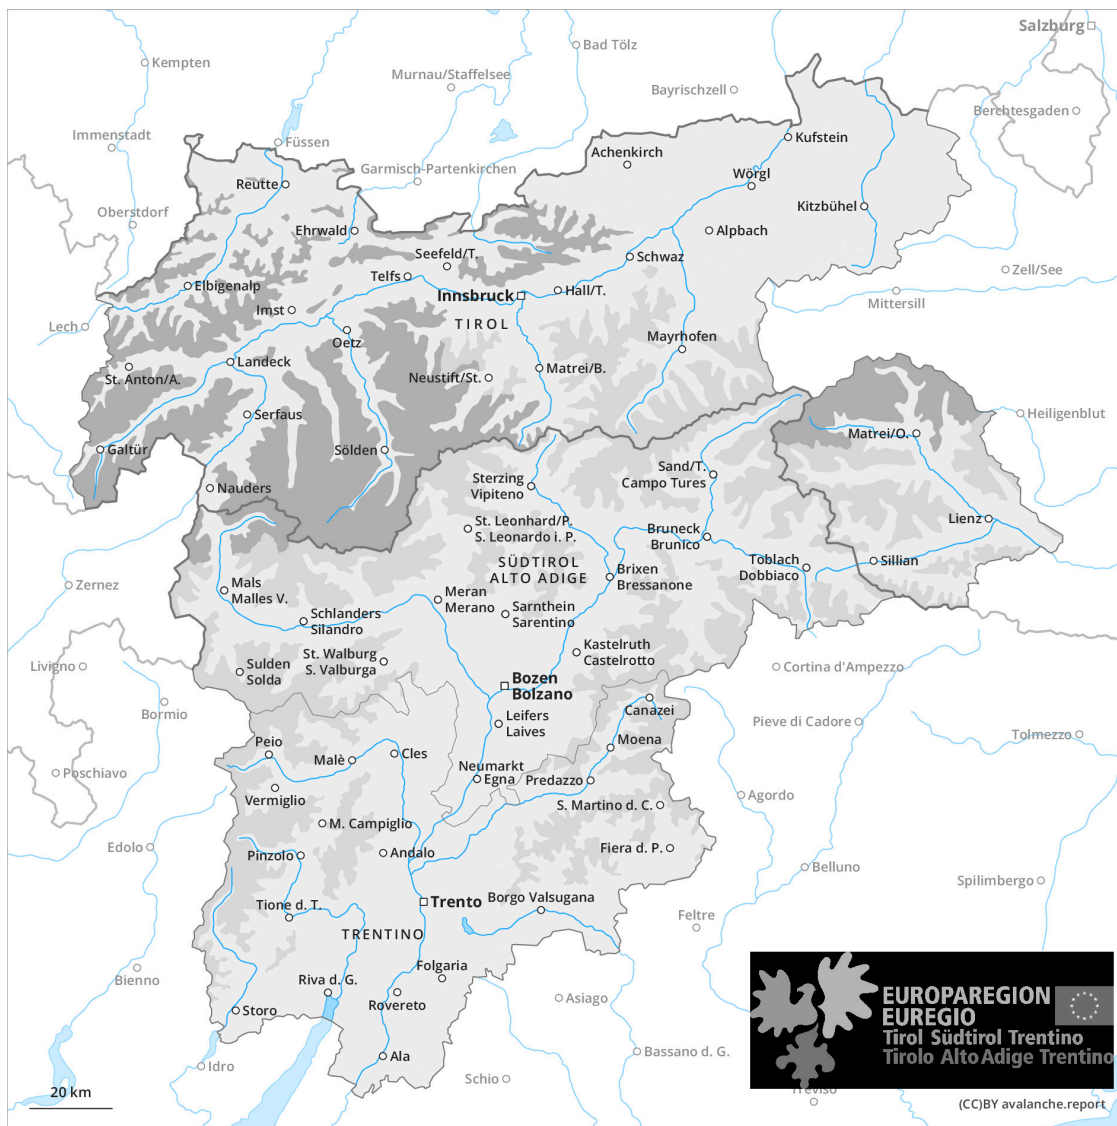 Salzburg
Bad Tölz
Kempten
Murnau/Staffelsee
Bayrischzell
Berchtesgaden
Immenstadt
Füssen
Kufstein
Achenkirch
Garmisch-Partenkirchen
Wörgl
Reutte
Kitzbühel
Oberstdorf
Ehrwald
Alpbach
Seefeld/T.
Schwaz
Zell/See
Telfs
Elbigenalp
Innsbruck
Hall/T.
Mittersill
Imst
TIROL
Lech
Oetz
Mayrhofen
Landeck
Matrei/B.
St. Anton/A.
Neustift/St.
Serfaus
Heiligenblut
Matrei/O.
Galtür
Sölden
Sand/T.
Campo Tures
Sterzing
Vipiteno
Nauders
Lienz
St. Leonhard/P.
S. Leonardo i. P.
Bruneck
Brunico
SÜDTIROL
ALTO ADIGE
Toblach
Dobbiaco
Sillian
Brixen
Bressanone
Zernez
Mals
Malles V.
Meran
Merano
Schlanders
Silandro
Sarnthein
Sarentino
Kastelruth
Castelrotto
St. Walburg
S. Valburga
Livigno
Sulden
Solda
Cortina d'Ampezzo
Bozen
Bolzano
Bormio
Canazei
Leifers
Laives
Pieve di Cadore
Tolmezzo
Moena
Peio
Malè
Cles
Poschiavo
Neumarkt
Egna
Predazzo
Vermiglio
Agordo
S. Martino d. C.
M. Campiglio
Edolo
Pinzolo
Andalo
Fiera d. P.
Belluno
Spilimbergo
Trento
Borgo Valsugana
Tione d. T.
Feltre
TRENTINO
Folgaria
Bienno
Riva d. G.
Rovereto
Asiago
Storo
EUROPAREGION
EUREGIO
Tirol Südtirol Trentino
Tirolo Alto Adige Trentino
Ala
Bassano d. G.
Idro
Schio
20 km
Treviso
(CC)BY avalanche.report